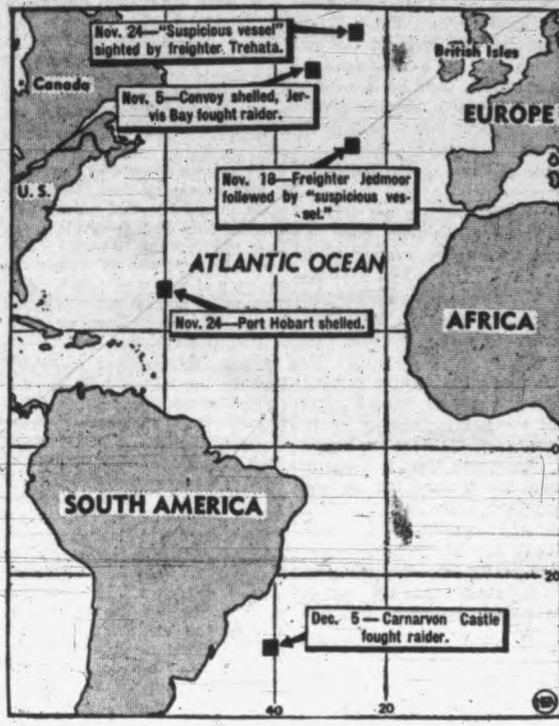 Nov. 24—"Suspicious vessel"
sighted by freighter Trehata.
British Isles
Canada
Nov. 5—Convoy shelled, Jer-
vis Bay fought raider.
EUROPE
Nov. 18—Freighter Jedmoor
followed by "suspicious ves-
sel."
U. S.
ATLANTIC OCEAN
Nov. 24—Port Hobart shelled.
AFRICA
0
SOUTH AMERICA
20
Dec. 5—Carnarvon Castle
fought raider.
40
20